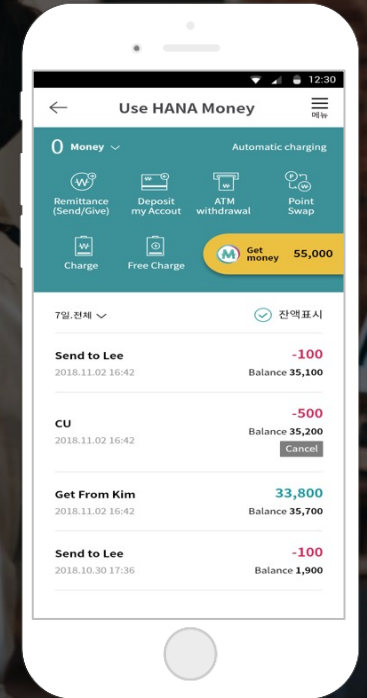 12:30
Use HANA Money
메뉴
0 Money
Automatic charging
Remittance
(Send/Give)
Deposit
my Accout
ATM
withdrawal
Point
Swap
Charge
Free Charge
M
Get
money
55,000
7일.전체
잔액표시
Send to Lee
-100
2018.11.02 16:42
Balance 35,100
CU
-500
2018.11.02 16:42
Balance 35,200
Cancel
Get From Kim
33,800
2018.11.02 16:42
Balance 35,700
Send to Lee
-100
2018.10.30 17:36
Balance 1,900